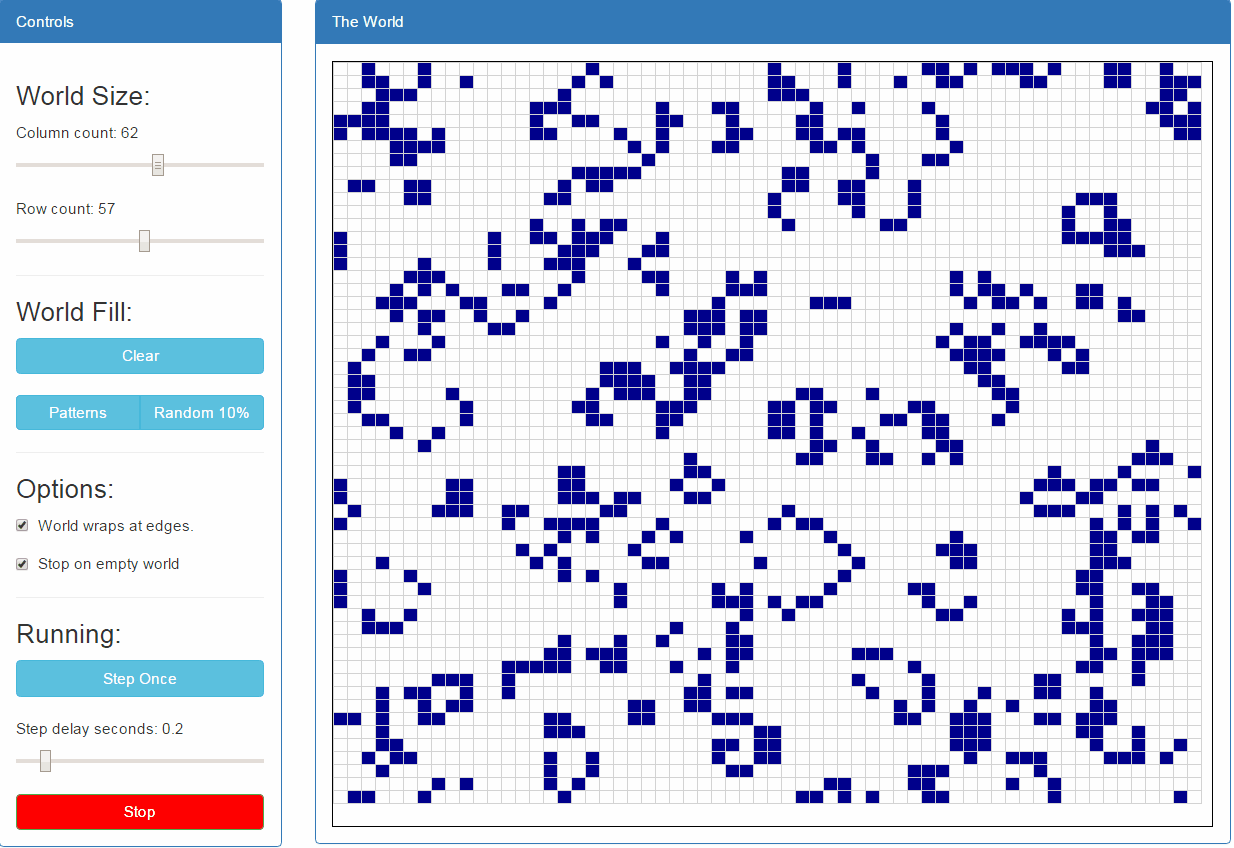 Controls
World Size:
Column count: 62
Row count: 57
World Fill:
Clear
Patterns
Random 10%
Options:
World wraps at edges.
Stop on empty world
Running:
Step Once
Step delay seconds: 0.2
Stop
The World